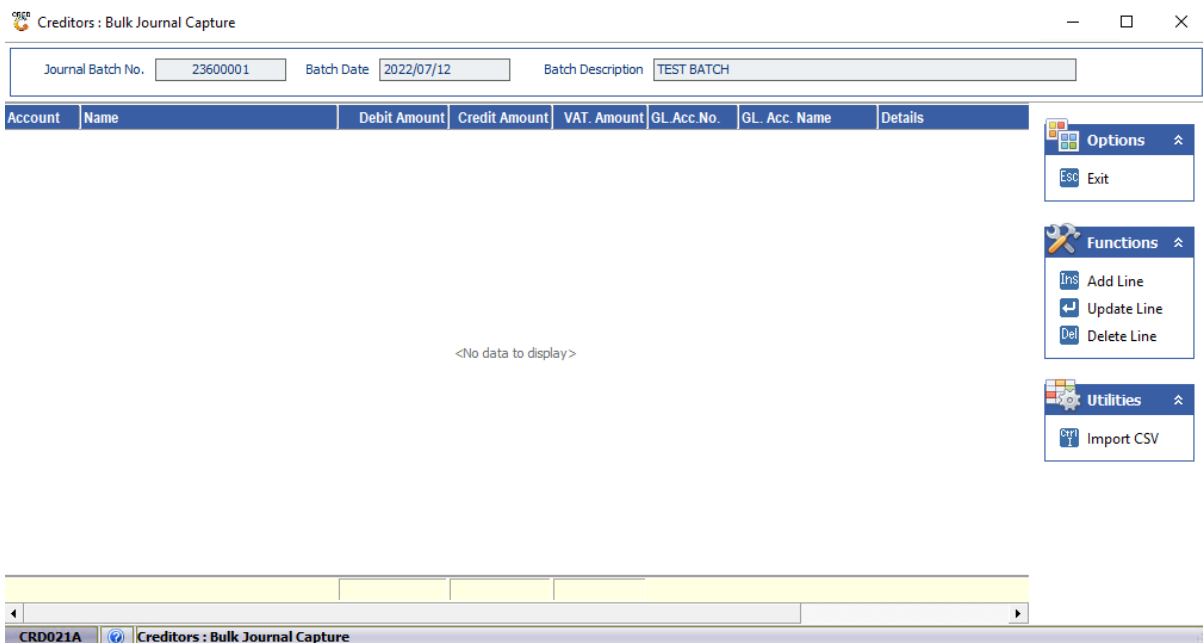 Creditors : Bulk Journal Capture
Journal Batch No. 23600001 Batch Date 2022/07/12 Batch Description TEST BATCH
Account Name Debit Amount Credit Amount VAT. Amount GL.Acc.No. GL. Acc. Name Details
Options
Esc Exit
Functions
Ins Add Line
Update Line
Del Delete Line
<No data to display>
Utilities
Ctrl I Import CSV
CRD021A Creditors : Bulk Journal Capture